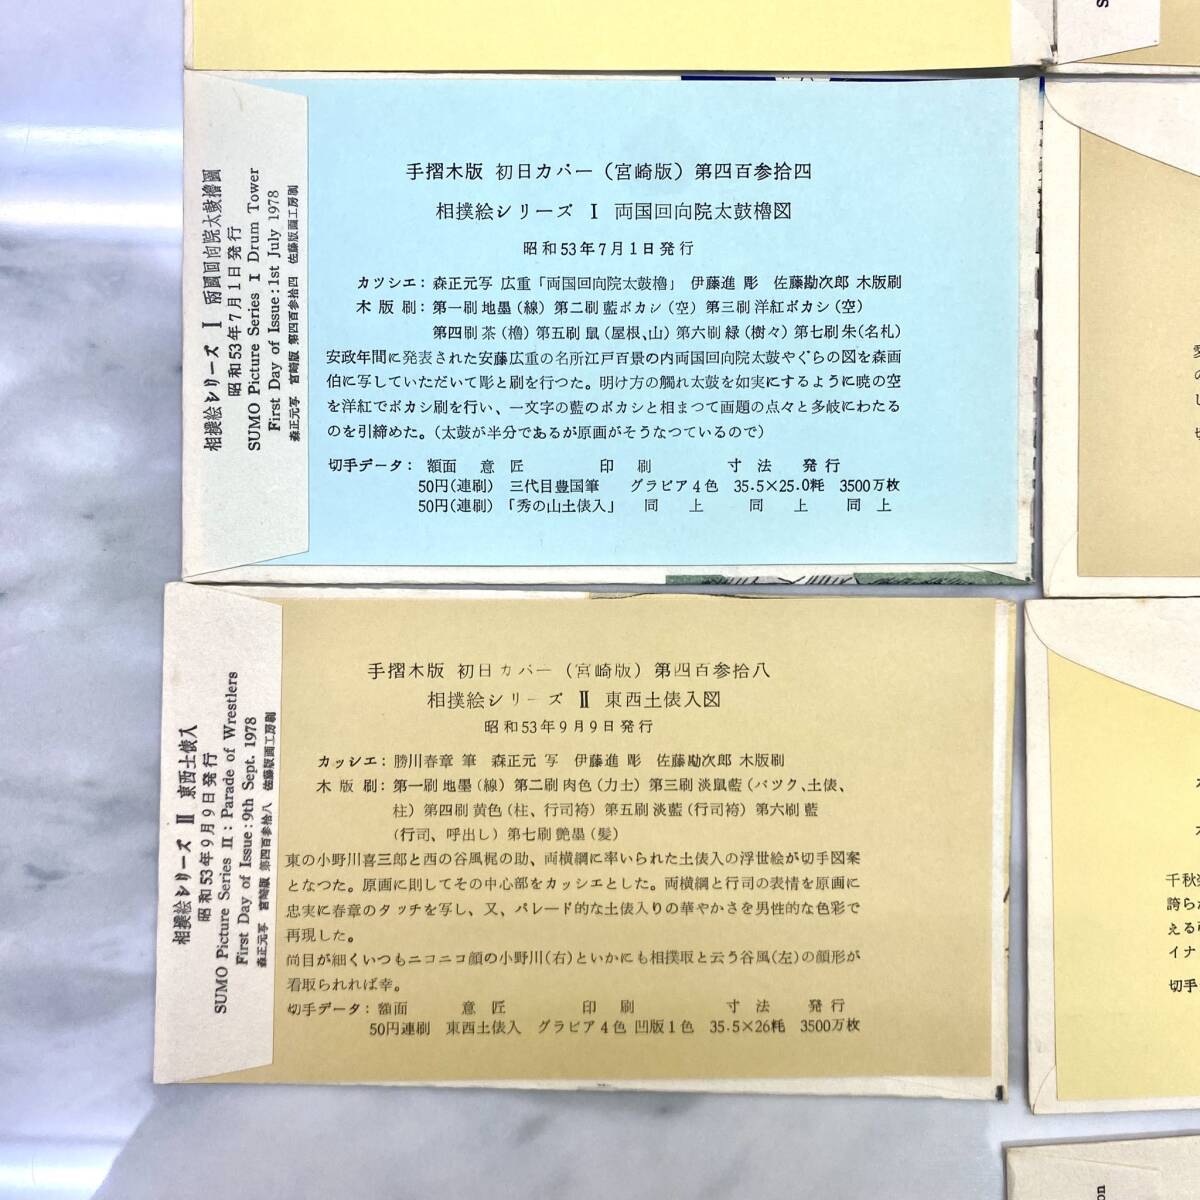 相撲絵シリーズ Ⅰ 両國回向院太鼓櫓圖
昭和53年7月1日発行
SUMO Picture Series I Drum Tower
First Day of Issue:1st July 1978
森正元写 宮崎版 第四百参拾四 佐藤版画工房刷
手摺木版 初日カバー(宮崎版)第四百参拾四
相撲絵シリーズ Ⅰ 両国回向院太鼓櫓図
昭和53年7月1日発行
カツシエ:森正元写 広重「両国回向院太鼓櫓」 伊藤進 彫 佐藤勘次郎 木版刷
木 版 刷:第一刷 地墨(線)第二刷 藍ボカシ(空)第三刷 洋紅ボカシ(空)
第四刷 茶(櫓)第五刷 鼠(屋根、山)第六刷 緑(樹々)第七刷 朱(名札)
安政年間に発表された安藤広重の名所江戸百景の内両国回向院太鼓やぐらの図を森画
伯に写していただいて彫と刷を行つた。明け方の触れ太鼓を如実にするように暁の空
を洋紅でボカシ刷を行い、一文字の藍のボカシと相まつて画題の点々と多岐にわたる
のを引締めた。(太鼓が半分であるが原画がそうなつているので)
切手データ: 額面 意 匠 印 刷 寸 法 発 行
50円(連刷) 三代目豊国筆 グラビア4色 35.5×25.0粍 3500万枚
50円(連刷) 「秀の山土俵入」 同 上 同 上 同 上
相撲絵シリーズ Ⅱ 東西土俵入
昭和53年9月9日発行
SUMO Picture Series II: Parade of Wrestlers
First Day of Issue:9th Sept. 1978
森正元写 宮崎版 第四百参拾八 佐藤版画工房刷
手摺木版 初日カバー(宮崎版)第四百参拾八
相撲絵シリーズ Ⅱ 東西土俵入図
昭和53年9月9日発行
カッシエ:勝川春章 筆 森正元 写 伊藤進 彫 佐藤勘次郎 木版刷
木 版 刷:第一刷 地墨(線)第二刷 肉色(力士)第三刷 淡鼠藍(バツク、土俵、
柱)第四刷 黄色(柱、行司袴)第五刷 淡藍(行司袴)第六刷 藍
(行司、呼出し)第七刷 艶墨(髪)
東の小野川喜三郎と西の谷風梶の助、両横綱に率いられた土俵入の浮世絵が切手図案
となつた。原画に則してその中心部をカッシエとした。両横綱と行司の表情を原画に
忠実に春章のタッチを写し、又、パレード的な土俵入りの華やかさを男性的な色彩で
再現した。
尚目が細くいつもニコニコ顔の小野川(右)といかにも相撲取と云う谷風(左)の顔形が
看取られれば幸。
切手データ: 額面 意 匠 印 刷 寸 法 発 行
50円連刷 東西土俵入 グラビア4色 凹版1色 35.5×26粍 3500万枚
し
切
千秋
誇ら
える
イナ
切手
on